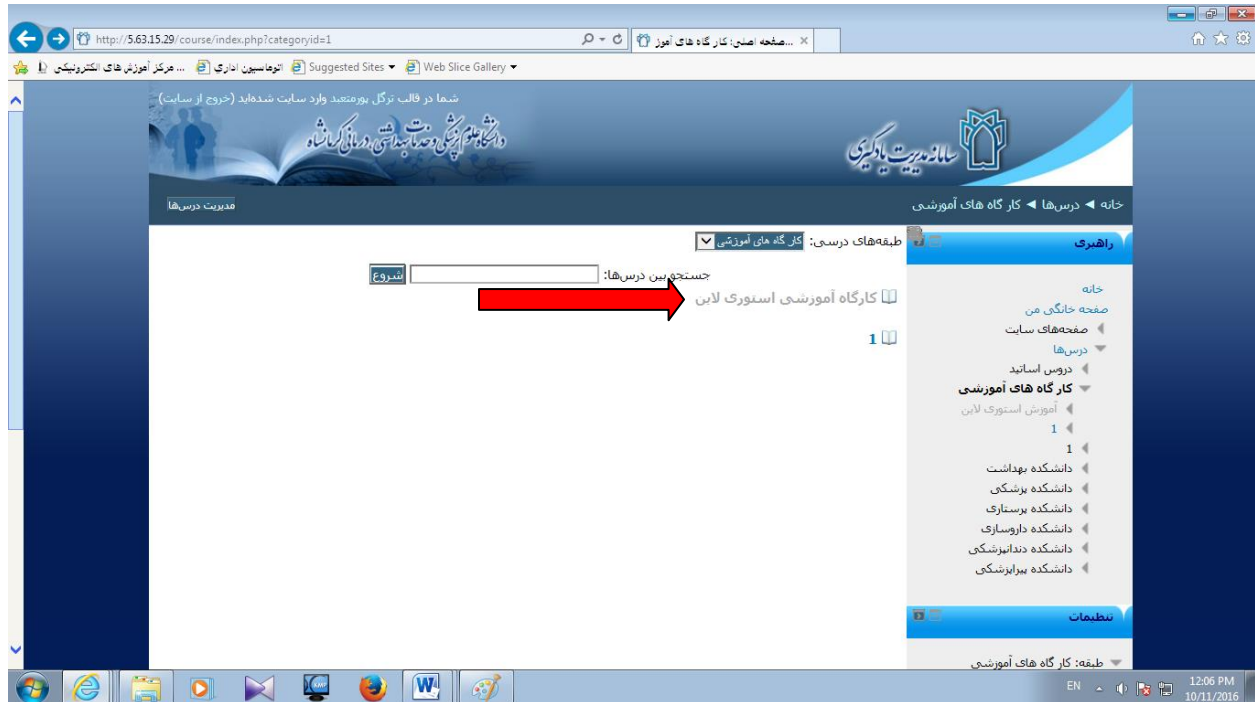 http://5.63.15.29/course/index.php?categoryid=1
صفحه اصلی: کار گاه های آموز...
مرکز آموزش های الکترونیکی ...
اتوماسیون اداری
Suggested Sites
Web Slice Gallery
شما در قالب ترگل پورمتعبد وارد سایت شده‌اید (خروج از سایت)
دانشگاه علوم پزشکی و خدمات بهداشتی، درمانی کرمانشاه
سامانه مدیریت یادگیری
خانه ◄ درس‌ها ◄ کار گاه های آموزشی
مدیریت درس‌ها
راهبری
خانه
صفحه خانگی من
صفحه‌های سایت
درس‌ها
دروس اساتید
کار گاه های آموزشی
آموزش استوری لاین
1
1
دانشکده بهداشت
دانشکده پزشکی
دانشکده پرستاری
دانشکده داروسازی
دانشکده دندانپزشکی
دانشکده پیراپزشکی
تنظیمات
طبقه: کار گاه های آموزشی
طبقه‌های درسی: کار گاه های آموزشی
جستجو بین درس‌ها: شروع
کارگاه آموزشی استوری لاین
1
KMP
W
EN
12:06 PM
10/11/2016